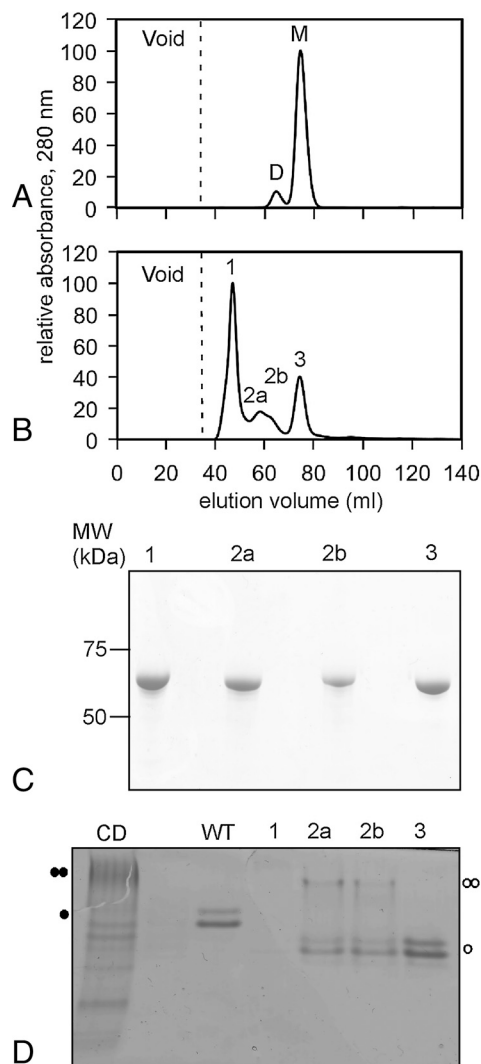 relative absorbance, 280 nm
A
120
100
80
60
40
20
0
Void
D
M
B
120
100
80
60
40
20
0
Void
1
2a
2b
3
0 20 40 60 80 100 120 140
elution volume (ml)
C
MW
(kDa) 1 2a 2b 3
75
50
D
CD WT 1 2a 2b 3